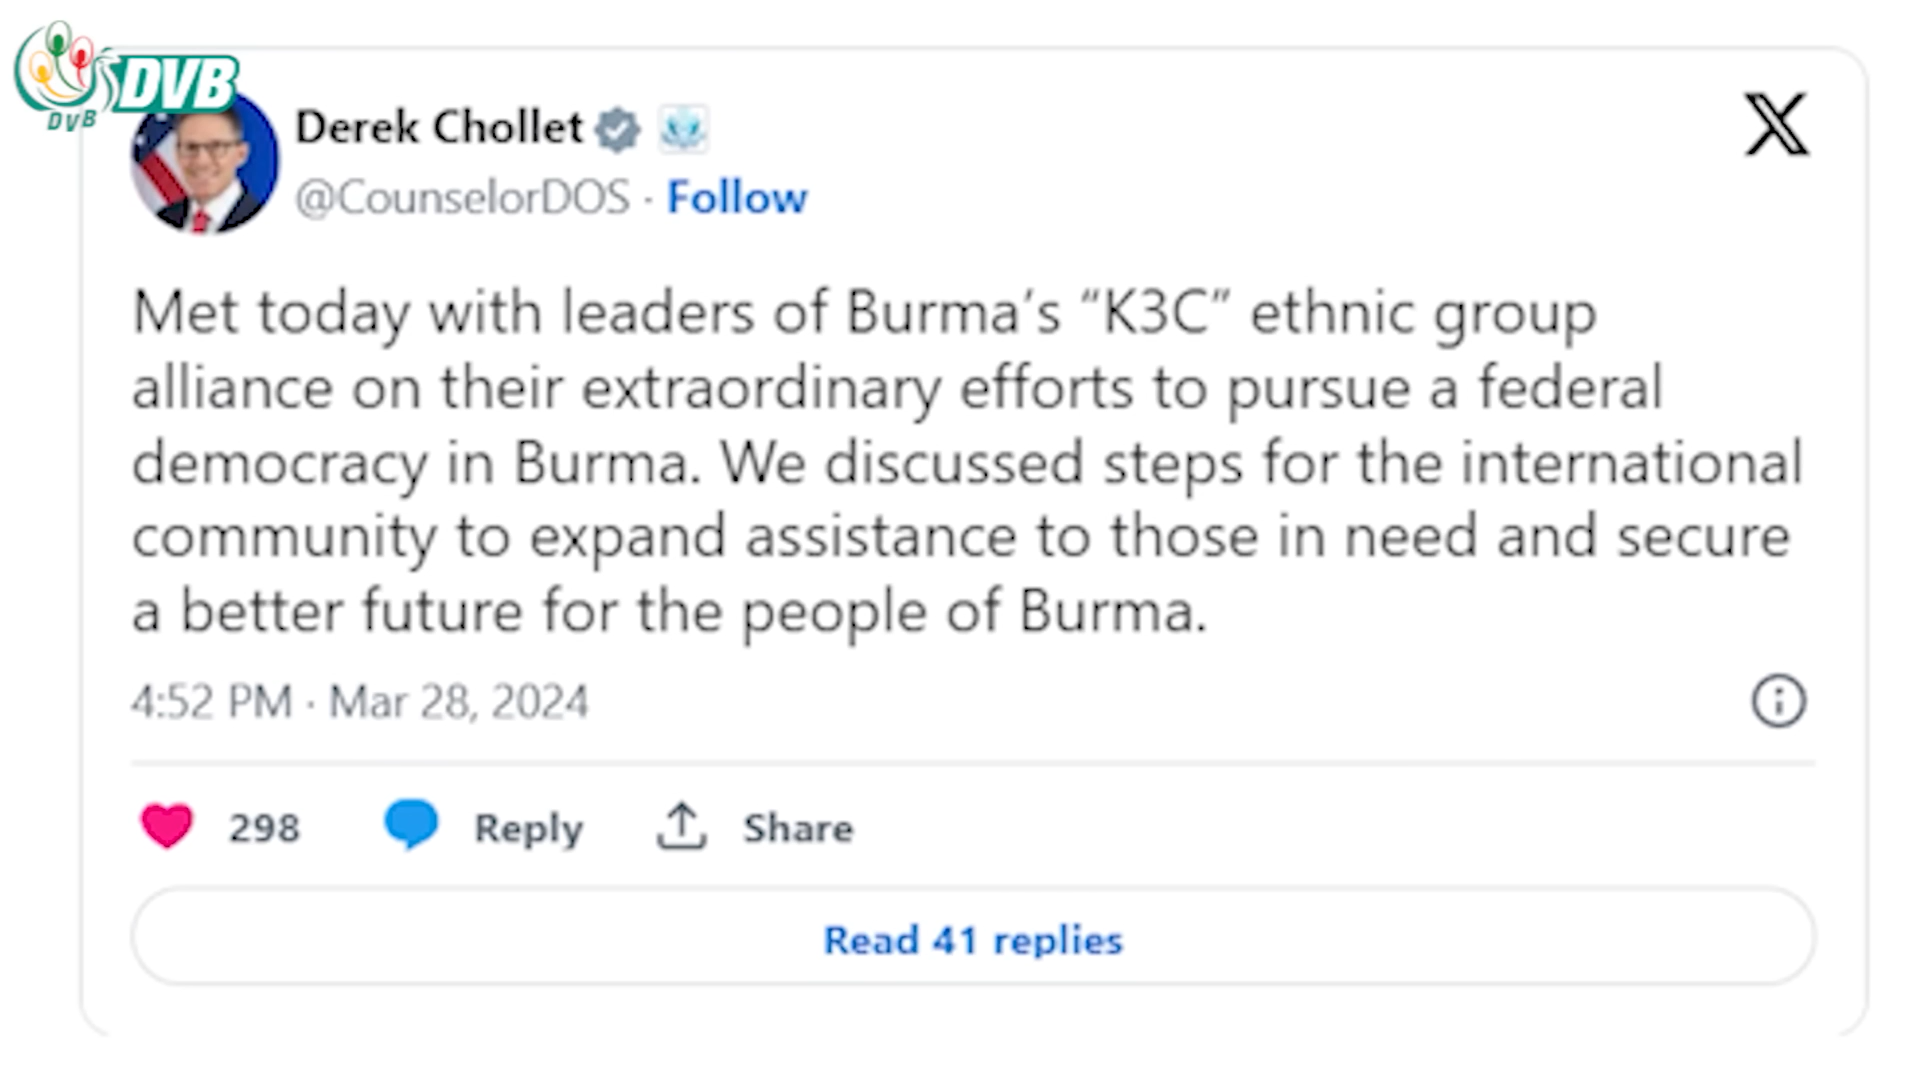 DVB
DVB
Derek Chollet
@CounselorDOS · Follow
Met today with leaders of Burma’s “K3C” ethnic group
alliance on their extraordinary efforts to pursue a federal
democracy in Burma. We discussed steps for the international
community to expand assistance to those in need and secure
a better future for the people of Burma.
4:52 PM · Mar 28, 2024
298 Reply Share
Read 41 replies